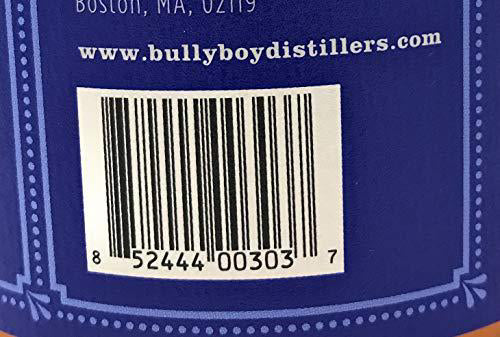 Boston, MA, 02119
www.bullyboydistillers.com
8 52444 00303 7